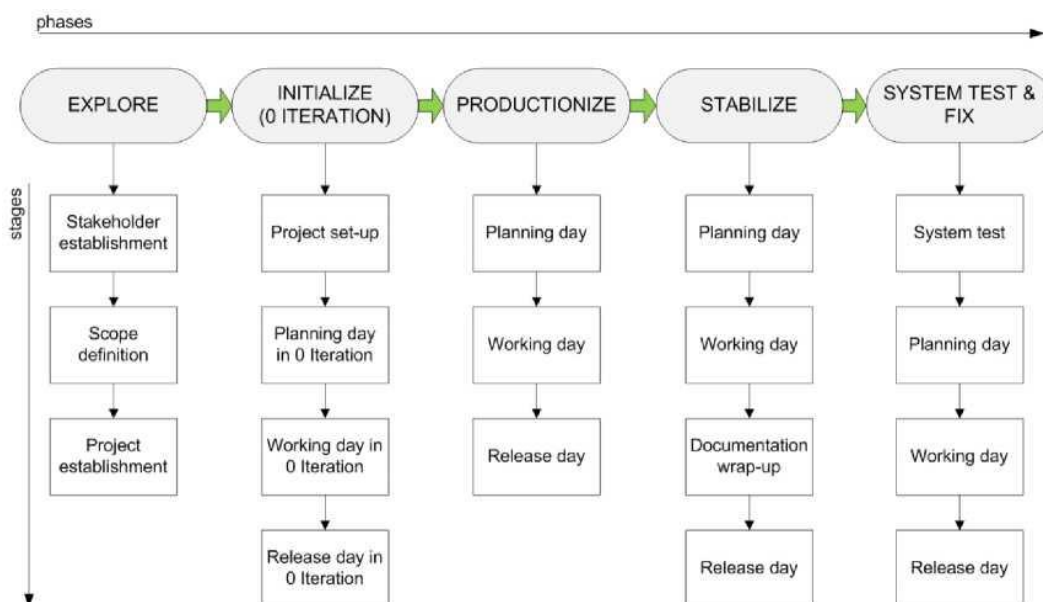 phases
EXPLORE
INITIALIZE
(0 ITERATION)
PRODUCTIONIZE
STABILIZE
SYSTEM TEST &
FIX
stages
Stakeholder
establishment
Scope
definition
Project
establishment
Project set-up
Planning day
in 0 Iteration
Working day in
0 Iteration
Release day in
0 Iteration
Planning day
Working day
Release day
Planning day
Working day
Documentation
wrap-up
Release day
System test
Planning day
Working day
Release day